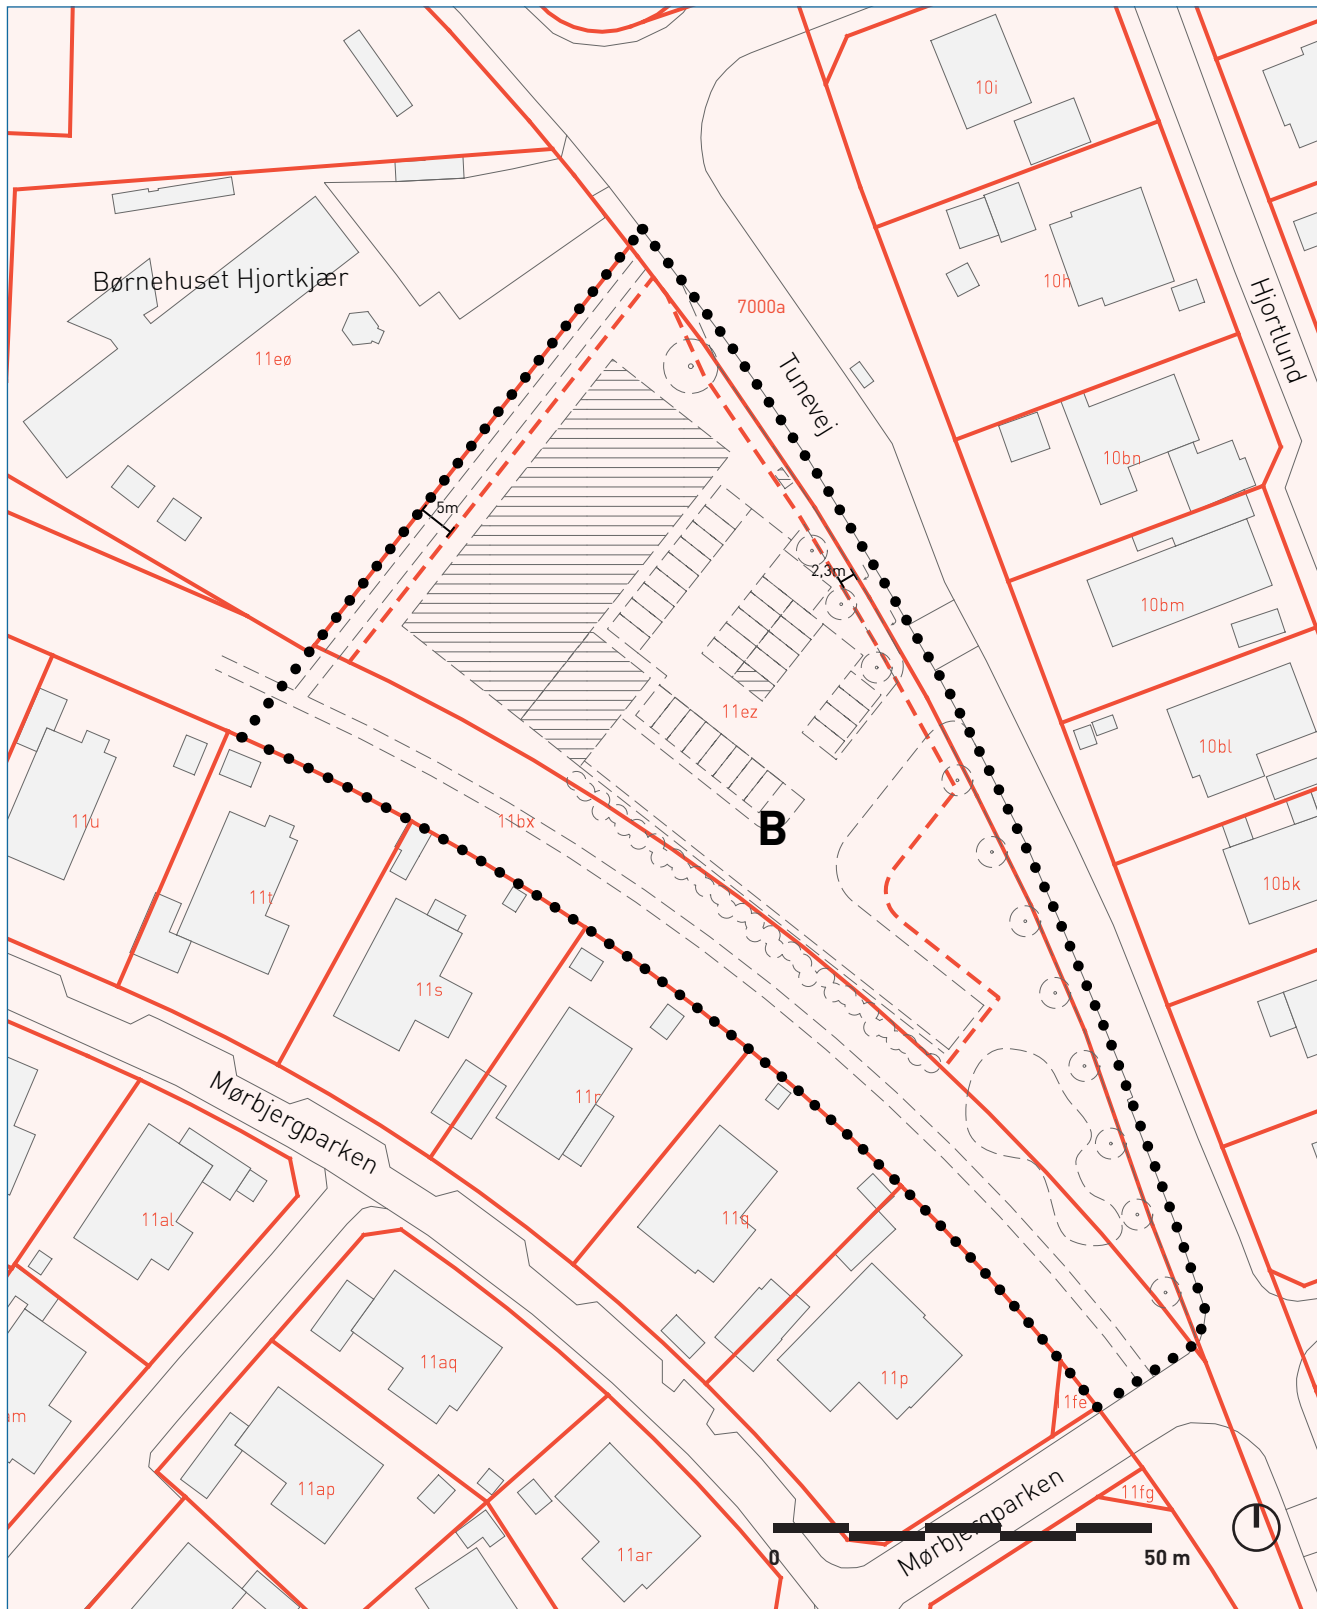 10i
Børnehuset Hjortkjær
10h
Hjortlund
7000a
11eø
Tunevej
10bn
5m
2,3m
10bm
11ez
10bl
11u
11bx
B
11t
10bk
11s
Mørbjergparken
11r
11al
11q
11aq
11p
11fe
11ap
11fg
Mørbjergparken
11ar
0
50 m